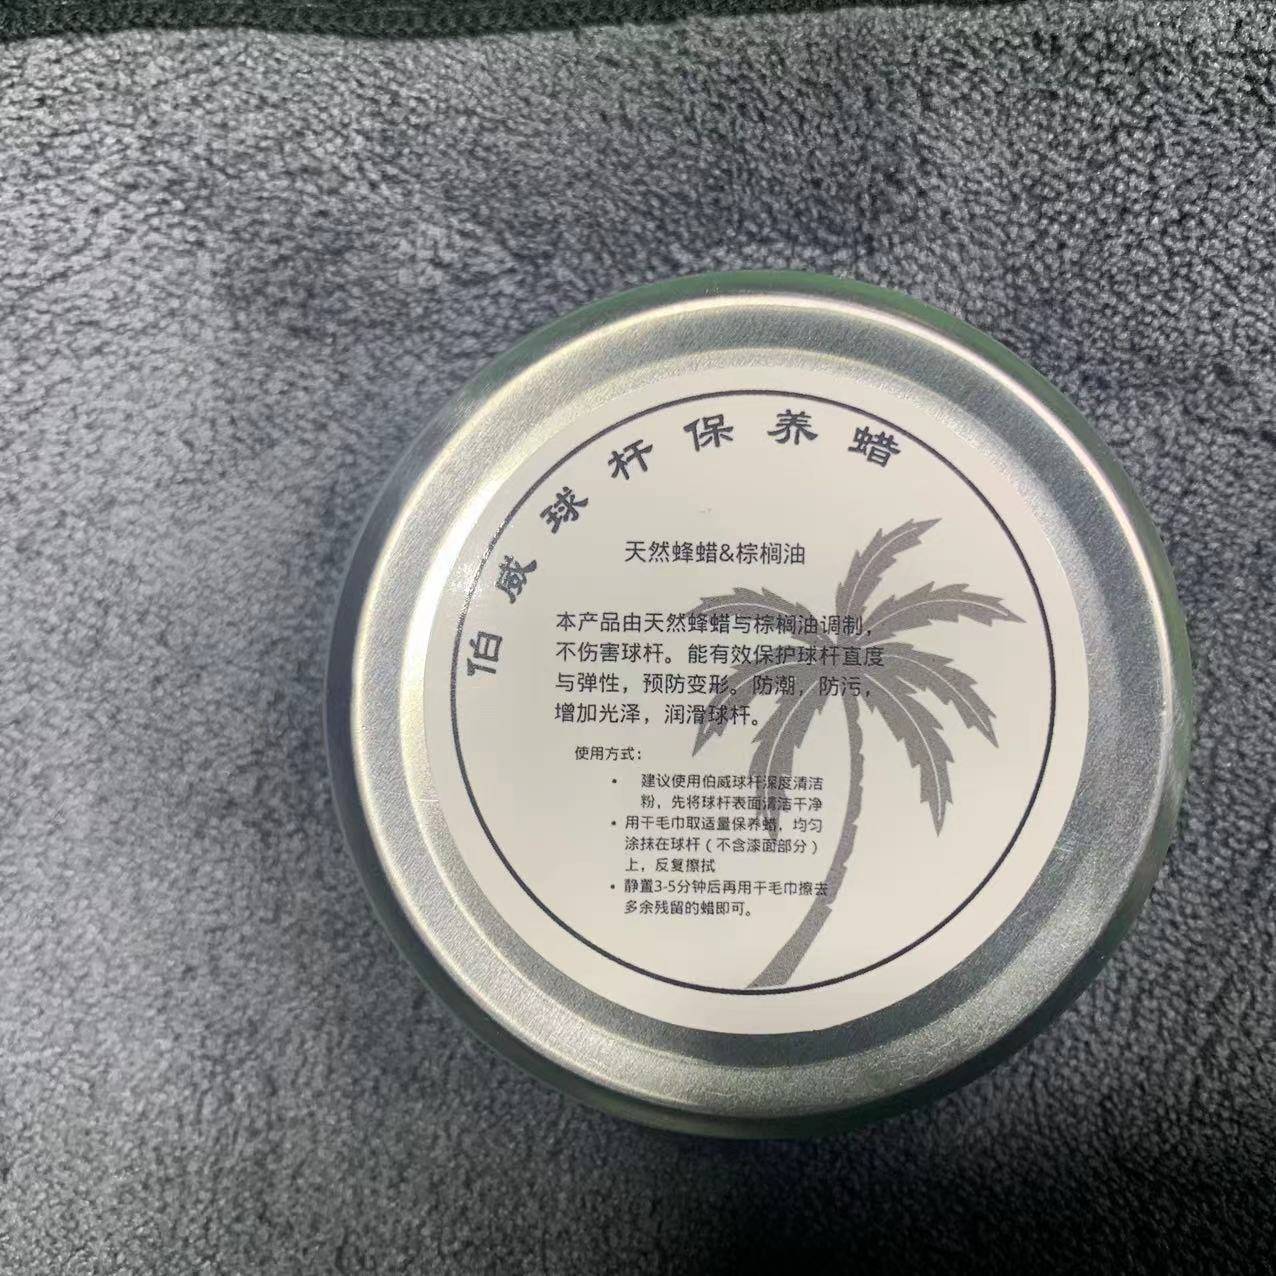 伯威球杆保养蜡
天然蜂蜡&棕榈油
本产品由天然蜂蜡与棕榈油调制，
不伤害球杆。能有效保护球杆直度
与弹性，预防变形。防潮，防污，
增加光泽，润滑球杆。
使用方式：
• 建议使用伯威球杆深度清洁
粉，先将球杆表面清洁干净
• 用干毛巾取适量保养蜡，均匀
涂抹在球杆（不含漆面部分）
上，反复擦拭
• 静置3-5分钟后再用干毛巾擦去
多余残留的蜡即可。